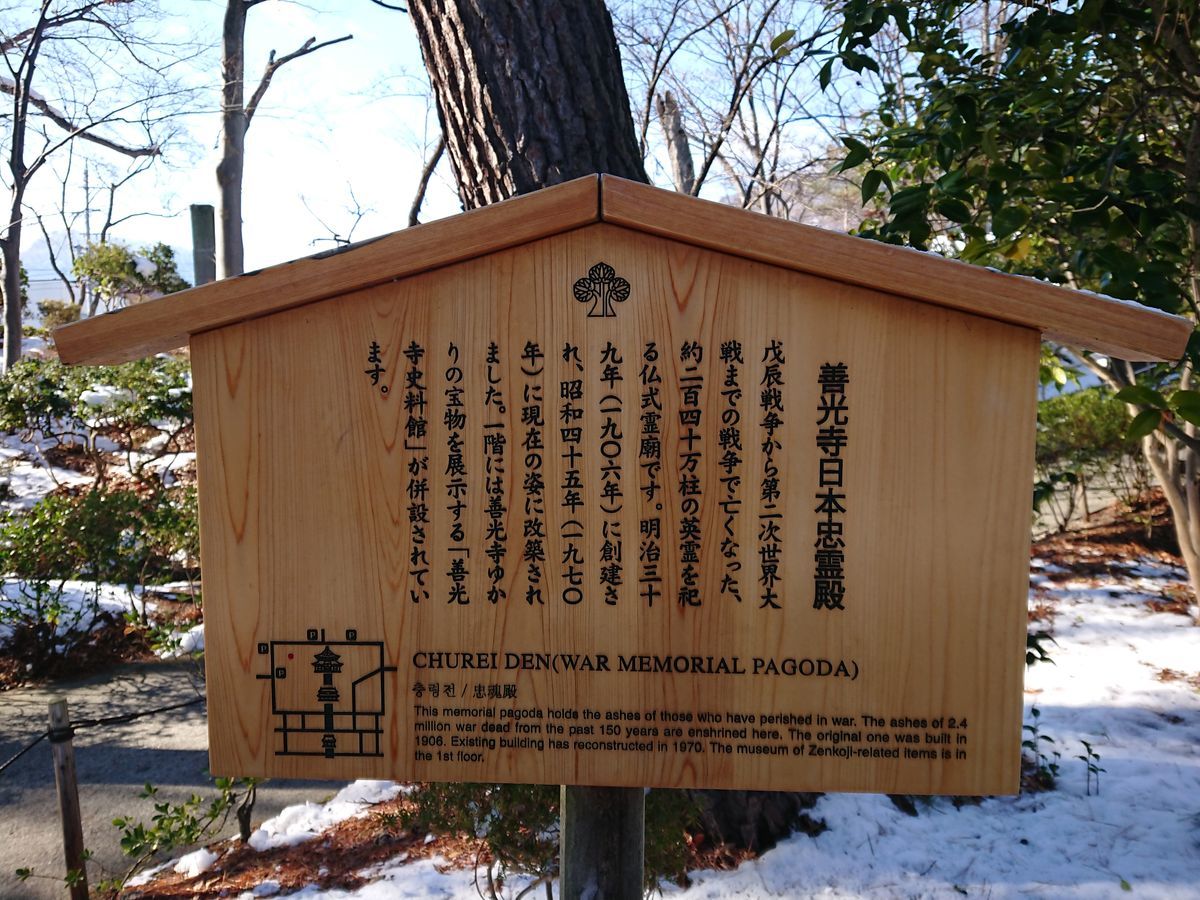 善光寺日本忠霊殿
戊辰戦争から第二次世界大
戦までの戦争で亡くなった、
約二百四十万柱の英霊を祀
る仏式霊廟です。明治三十
九年(一九〇六年)に創建さ
れ、昭和四十五年(一九七〇
年)に現在の姿に改築され
ました。一階には善光寺ゆか
りの宝物を展示する「善光
寺史料館」が併設されてい
ます。
P
P
P
P
CHUREI DEN(WAR MEMORIAL PAGODA)
충령전 / 忠魂殿
This memorial pagoda holds the ashes of those who have perished in war. The ashes of 2.4
million war dead from the past 150 years are enshrined here. The original one was built in
1906. Existing building has reconstructed in 1970. The museum of Zenkoji-related items is in
the 1st floor.